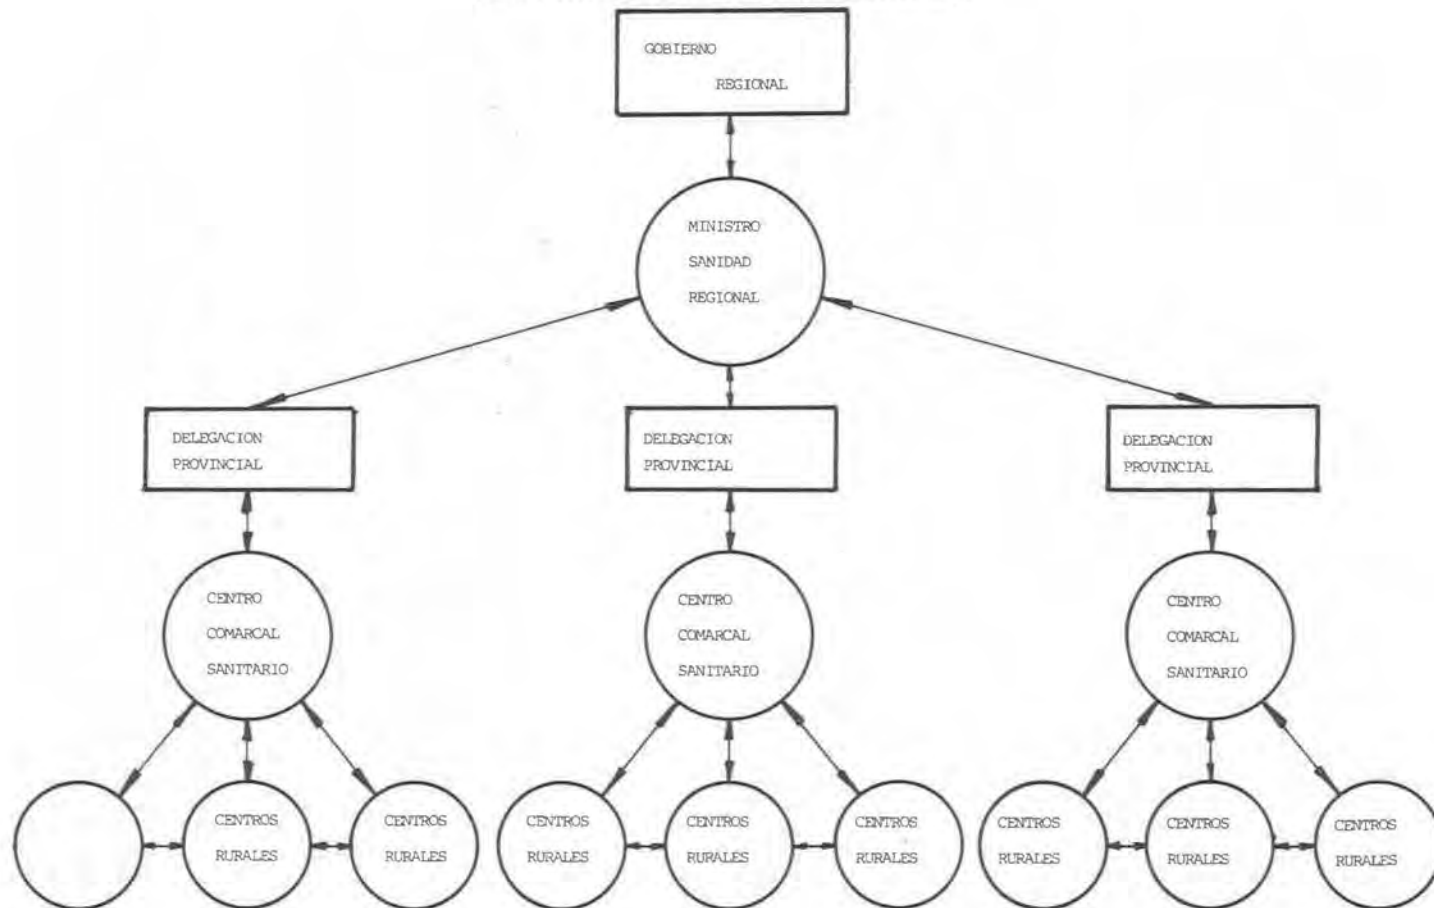 GOBIERNO
REGIONAL
MINISTRO
SANIDAD
REGIONAL
DELEGACION
PROVINCIAL
DELEGACION
PROVINCIAL
DELEGACION
PROVINCIAL
CENTRO
COMARCAL
SANITARIO
CENTRO
COMARCAL
SANITARIO
CENTRO
COMARCAL
SANITARIO
CENTROS
RURALES
CENTROS
RURALES
CENTROS
RURALES
CENTROS
RURALES
CENTROS
RURALES
CENTROS
RURALES
CENTROS
RURALES
CENTROS
RURALES